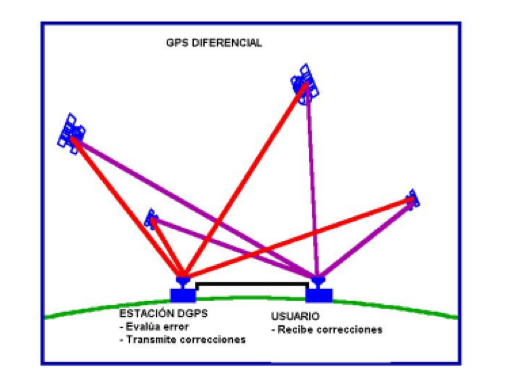 GPS DIFERENCIAL
ESTACIÓN DGPS
- Evalúa error
- Transmite correcciones
USUARIO
- Recibe correcciones